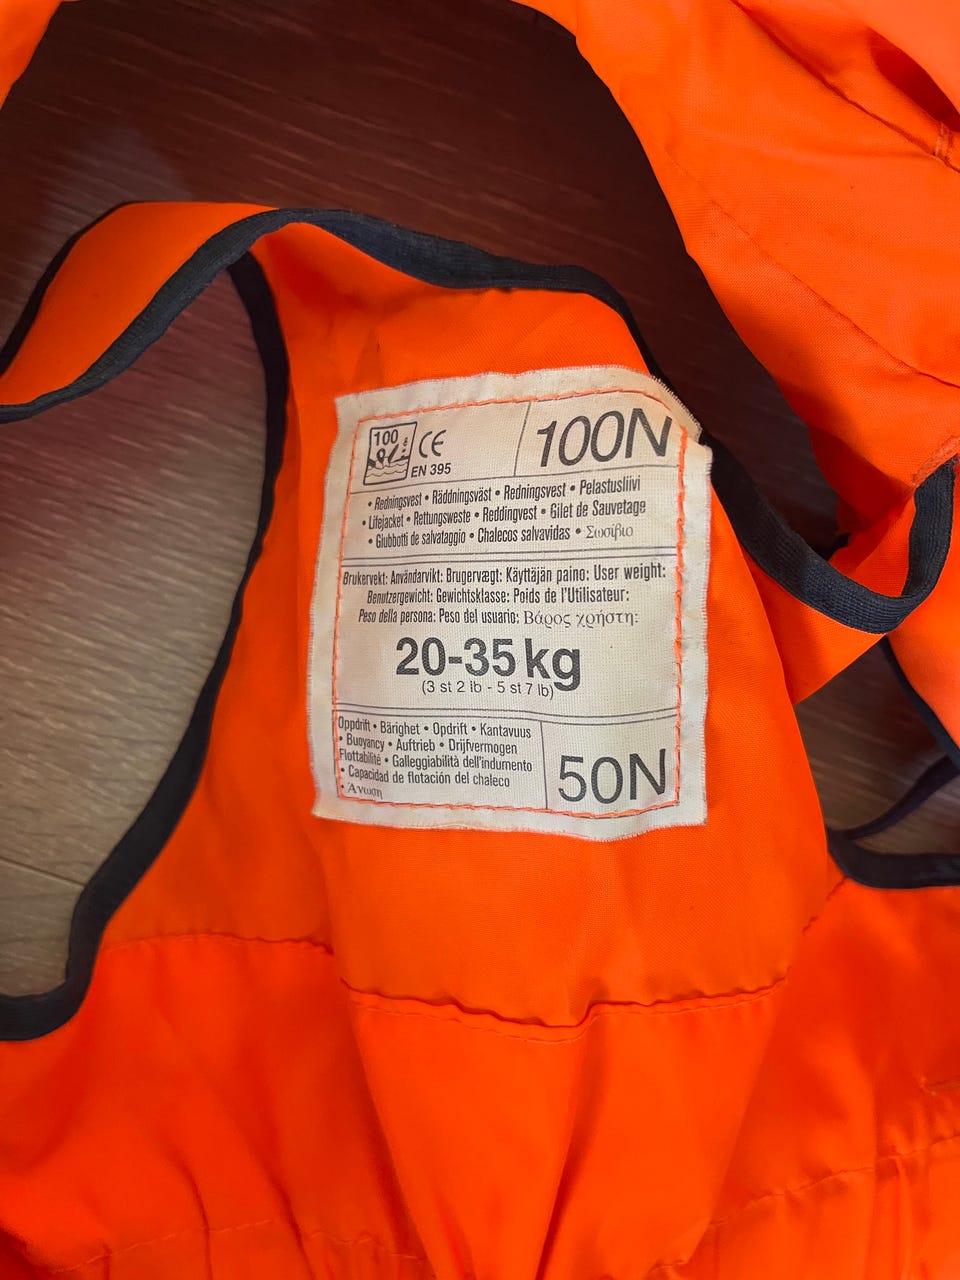 100
CE
EN 395
100N
• Redningsvest • Räddningsväst • Redningsvest • Pelastusliivi
• Lifejacket • Rettungsweste • Reddingvest • Gilet de Sauvetage
• Giubbotti de salvataggio • Chalecos salvavidas • Σωσίβιο
Brukervekt: Användarvikt: Brugervægt: Käyttäjän paino: User weight:
Benutzergewicht: Gewichtsklasse: Poids de l'Utilisateur:
Peso della persona: Peso del usuario: Βάρος χρήστη:
20-35 kg
(3 st 2 lb - 5 st 7 lb)
Oppdrift • Bärighet • Opdrift • Kantavuus
• Buoyancy • Auftrieb • Drijfvermogen
Flottabilité • Galleggiabilità dell'indumento
• Capacidad de flotación del chaleco
• Άνωση
50N